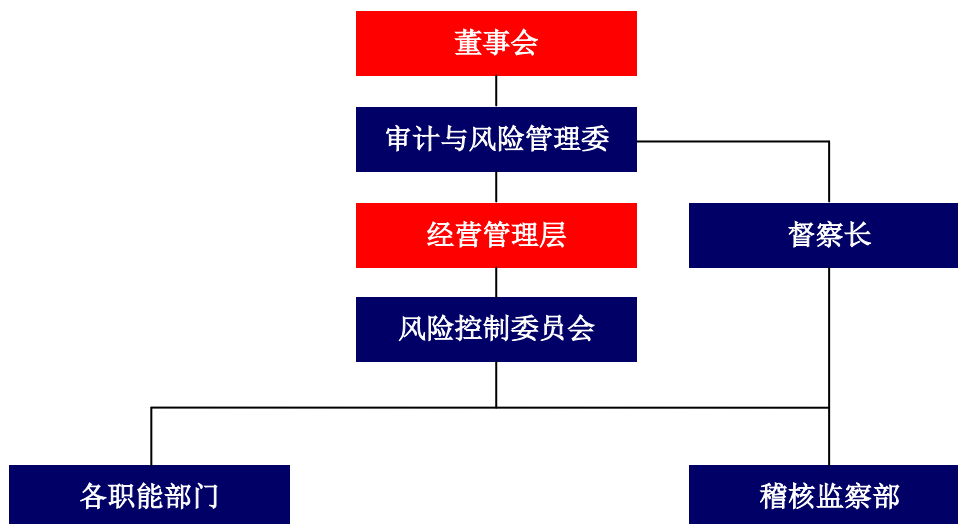 董事会
审计与风险管理委
经营管理层
督察长
风险控制委员会
各职能部门
稽核监察部